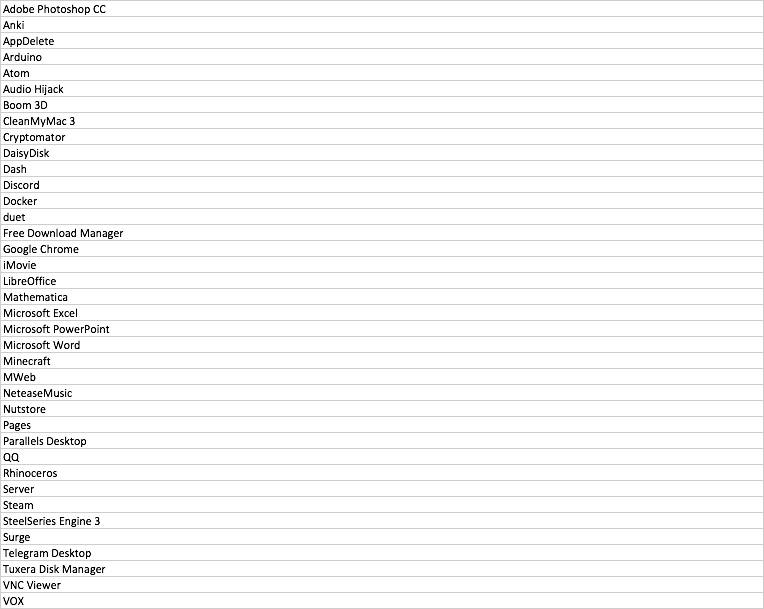 Adobe Photoshop CC
Anki
AppDelete
Arduino
Atom
Audio Hijack
Boom 3D
CleanMyMac 3
Cryptomator
DaisyDisk
Dash
Discord
Docker
duet
Free Download Manager
Google Chrome
iMovie
LibreOffice
Mathematica
Microsoft Excel
Microsoft PowerPoint
Microsoft Word
Minecraft
MWeb
NeteaseMusic
Nutstore
Pages
Parallels Desktop
QQ
Rhinoceros
Server
Steam
SteelSeries Engine 3
Surge
Telegram Desktop
Tuxera Disk Manager
VNC Viewer
VOX